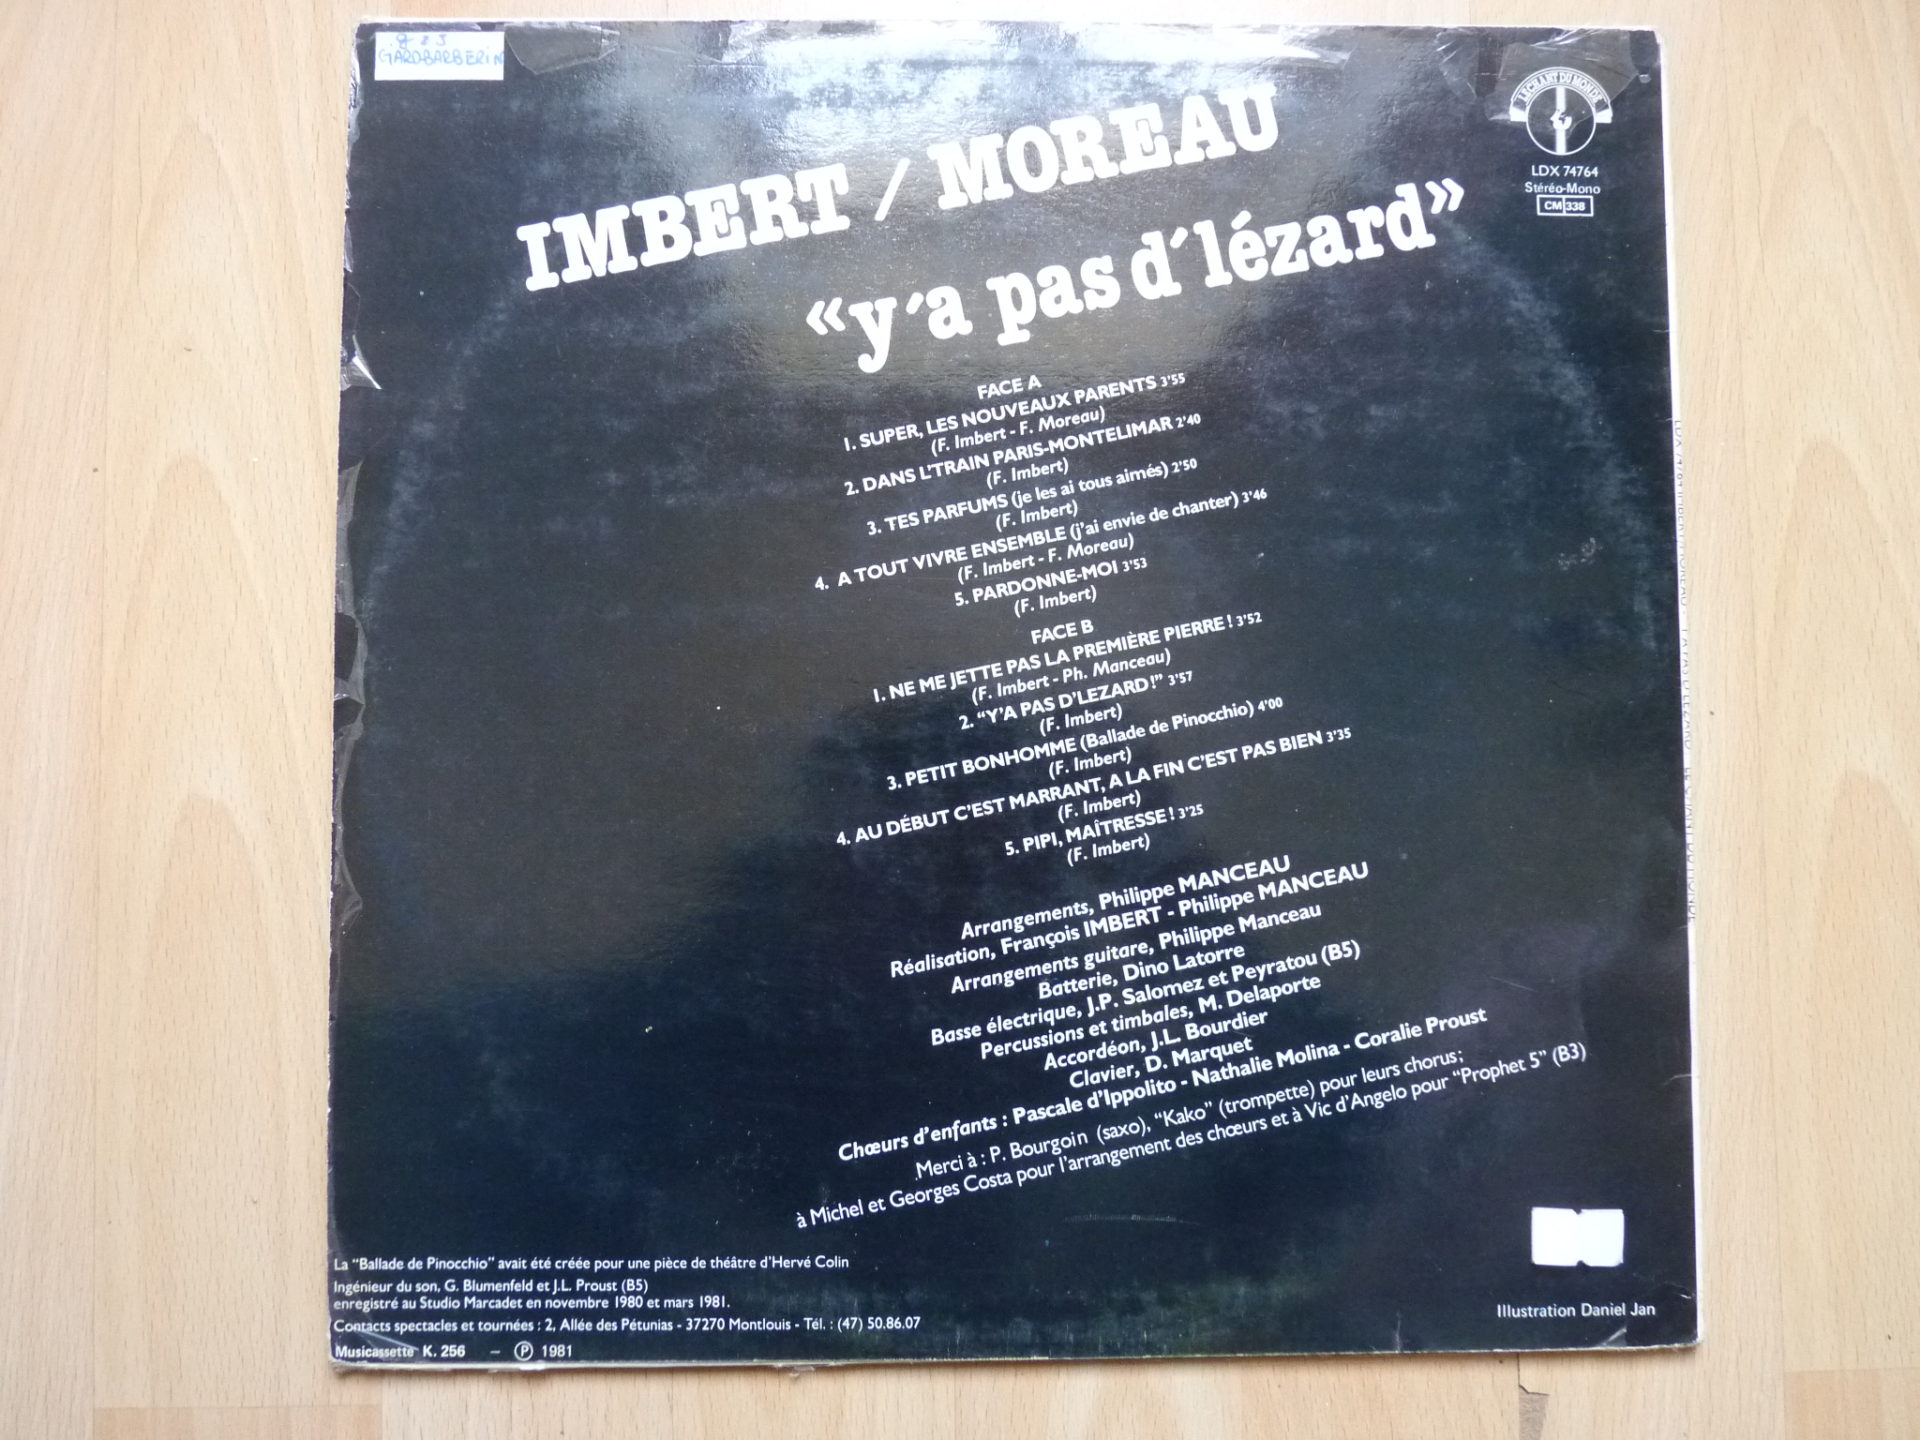 GARDBARBERIN
LE CHANT DU MONDE
LDX 74764
Stéréo-Mono
CM 338
IMBERT / MOREAU
«y'a pas d'lézard»
FACE A
1. SUPER, LES NOUVEAUX PARENTS 3'55
(F. Imbert - F. Moreau)
2. DANS L'TRAIN PARIS-MONTELIMAR 2'40
(F. Imbert)
3. TES PARFUMS (je les ai tous aimés) 2'50
(F. Imbert)
4. A TOUT VIVRE ENSEMBLE (j'ai envie de chanter) 3'46
(F. Imbert - F. Moreau)
5. PARDONNE-MOI 3'53
(F. Imbert)
FACE B
1. NE ME JETTE PAS LA PREMIÈRE PIERRE ! 3'52
(F. Imbert - Ph. Manceau)
2. "Y'A PAS D'LEZARD!" 3'57
(F. Imbert)
3. PETIT BONHOMME (Ballade de Pinocchio) 4'00
(F. Imbert)
4. AU DÉBUT C'EST MARRANT, A LA FIN C'EST PAS BIEN 3'35
(F. Imbert)
5. PIPI, MAÎTRESSE ! 3'25
(F. Imbert)
Arrangements, Philippe MANCEAU
Réalisation, François IMBERT - Philippe MANCEAU
Arrangements guitare, Philippe Manceau
Batterie, Dino Latorre
Basse électrique, J.P. Salomez et Peyratou (B5)
Percussions et timbales, M. Delaporte
Accordéon, J.L. Bourdier
Clavier, D. Marquet
Chœurs d'enfants : Pascale d'Ippolito - Nathalie Molina - Coralie Proust
Merci à : P. Bourgoin (saxo), "Kako" (trompette) pour leurs chorus ;
à Michel et Georges Costa pour l'arrangement des chœurs et à Vic d'Angelo pour "Prophet 5" (B3)
La "Ballade de Pinocchio" avait été créée pour une pièce de théâtre d'Hervé Colin
Ingénieur du son, G. Blumenfeld et J.L. Proust (B5)
enregistré au Studio Marcadet en novembre 1980 et mars 1981.
Contacts spectacles et tournées : 2, Allée des Pétunias - 37270 Montlouis - Tél. : (47) 50.86.07
Musicassette K. 256 – ℗ 1981
Illustration Daniel Jan